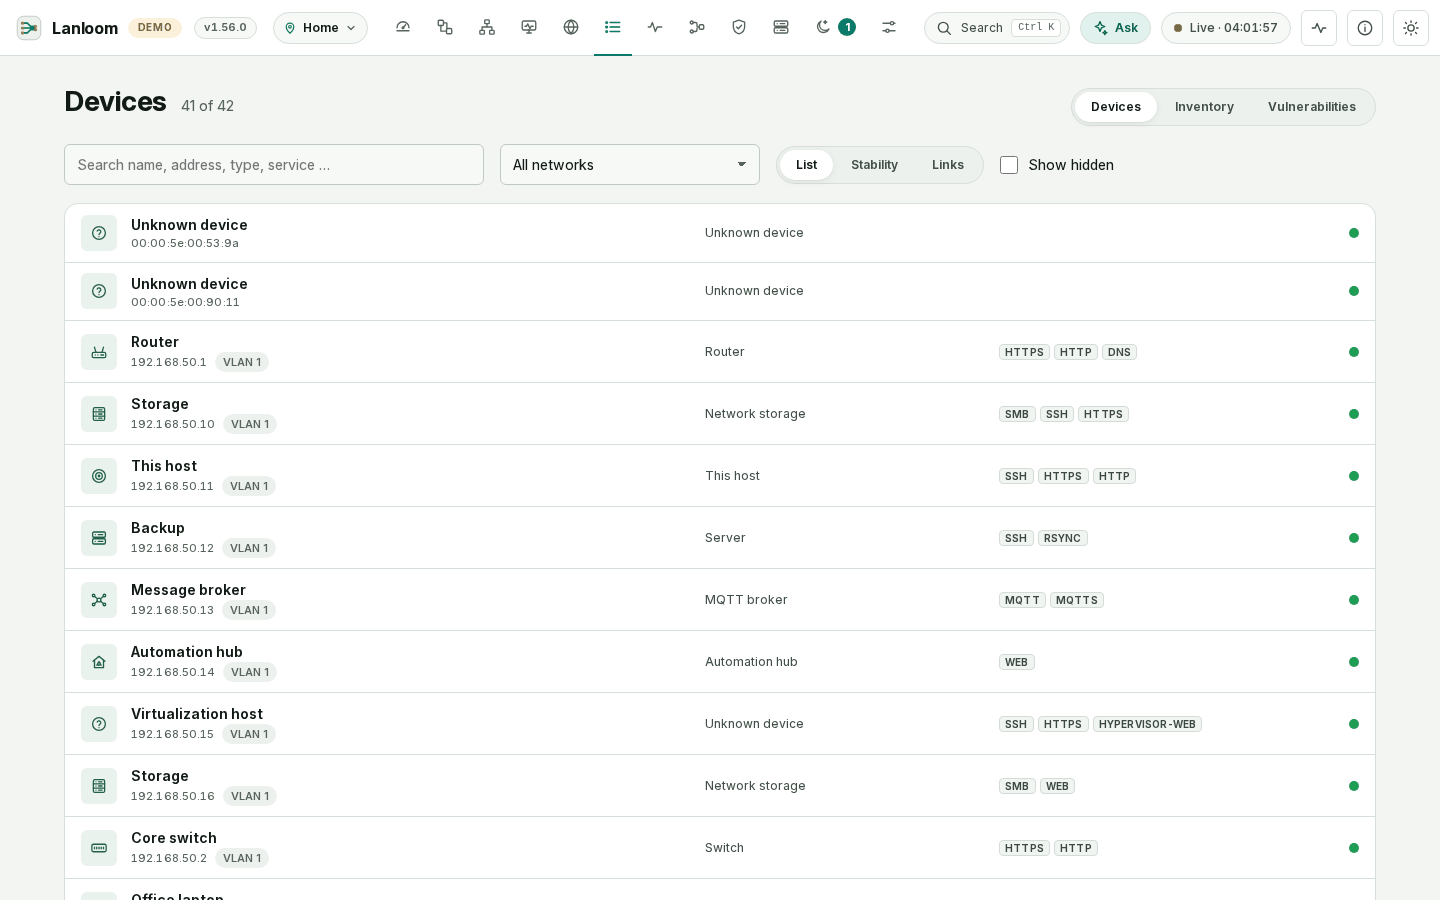 Lanloom DEMO v1.56.0 Home 1 Search Ctrl K Ask Live · 04:01:57
Devices 41 of 42 Devices Inventory Vulnerabilities
Search name, address, type, service ... All networks List Stability Links Show hidden
Unknown device
00:00:5e:00:53:9a
Unknown device
Unknown device
00:00:5e:00:90:11
Unknown device
Router
192.168.50.1 VLAN 1
Router HTTPS HTTP DNS
Storage
192.168.50.10 VLAN 1
Network storage SMB SSH HTTPS
This host
192.168.50.11 VLAN 1
This host SSH HTTPS HTTP
Backup
192.168.50.12 VLAN 1
Server SSH RSYNC
Message broker
192.168.50.13 VLAN 1
MQTT broker MQTT MQTTS
Automation hub
192.168.50.14 VLAN 1
Automation hub WEB
Virtualization host
192.168.50.15 VLAN 1
Unknown device SSH HTTPS HYPERVISOR-WEB
Storage
192.168.50.16 VLAN 1
Network storage SMB WEB
Core switch
192.168.50.2 VLAN 1
Switch HTTPS HTTP
Office laptop